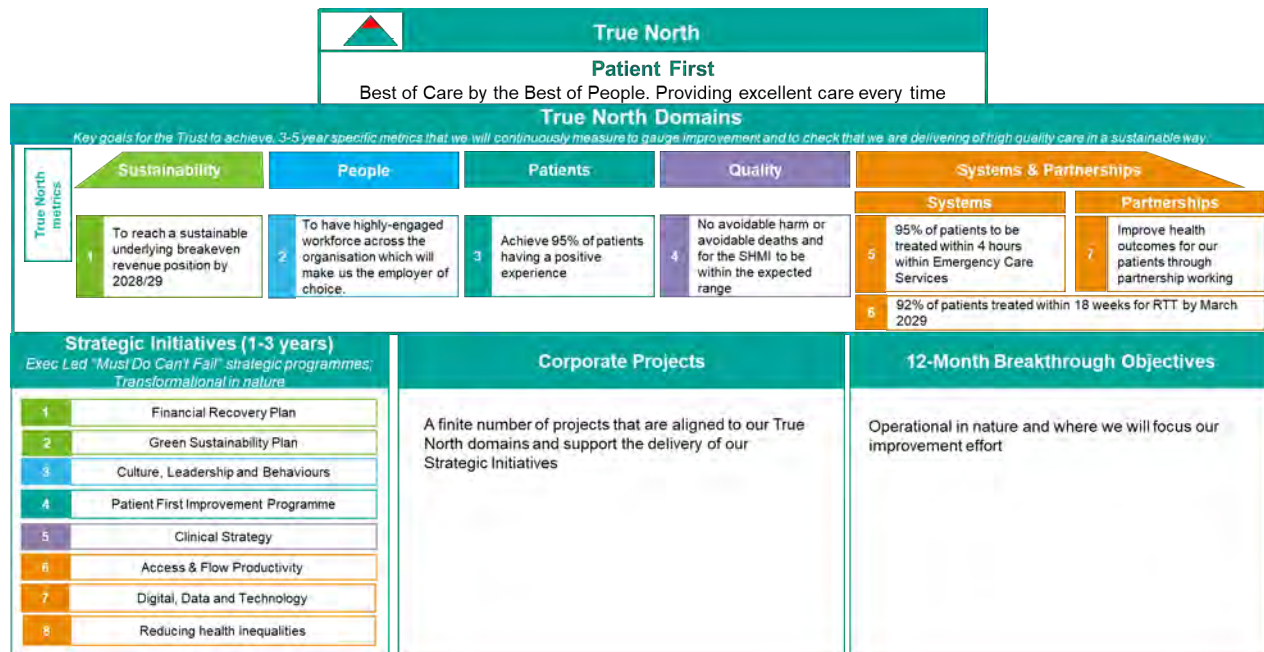 True North
Patient First
Best of Care by the Best of People. Providing excellent care every time
True North Domains
Key goals for the Trust to achieve, 3-5 year specific metrics that we will continuously measure to gauge improvement and to check that we are delivering of high quality care in a sustainable way.
True North
metrics
Sustainability
People
Patients
Quality
Systems & Partnerships
Systems
Partnerships
1
To reach a sustainable
underlying breakeven
revenue position by
2028/29
2
To have highly-engaged
workforce across the
organisation which will
make us the employer of
choice.
3
Achieve 95% of patients
having a positive
experience
4
No avoidable harm or
avoidable deaths and
for the SHMI to be
within the expected
range
5
95% of patients to be
treated within 4 hours
within Emergency Care
Services
7
Improve health
outcomes for our
patients through
partnership working
6
92% of patients treated within 18 weeks for RTT by March
2029
Strategic Initiatives (1-3 years)
Exec Led "Must Do Can't Fail" strategic programmes;
Transformational in nature
1 Financial Recovery Plan
2 Green Sustainability Plan
3 Culture, Leadership and Behaviours
4 Patient First Improvement Programme
5 Clinical Strategy
6 Access & Flow Productivity
7 Digital, Data and Technology
8 Reducing health inequalities
Corporate Projects
A finite number of projects that are aligned to our True
North domains and support the delivery of our
Strategic Initiatives
12-Month Breakthrough Objectives
Operational in nature and where we will focus our
improvement effort